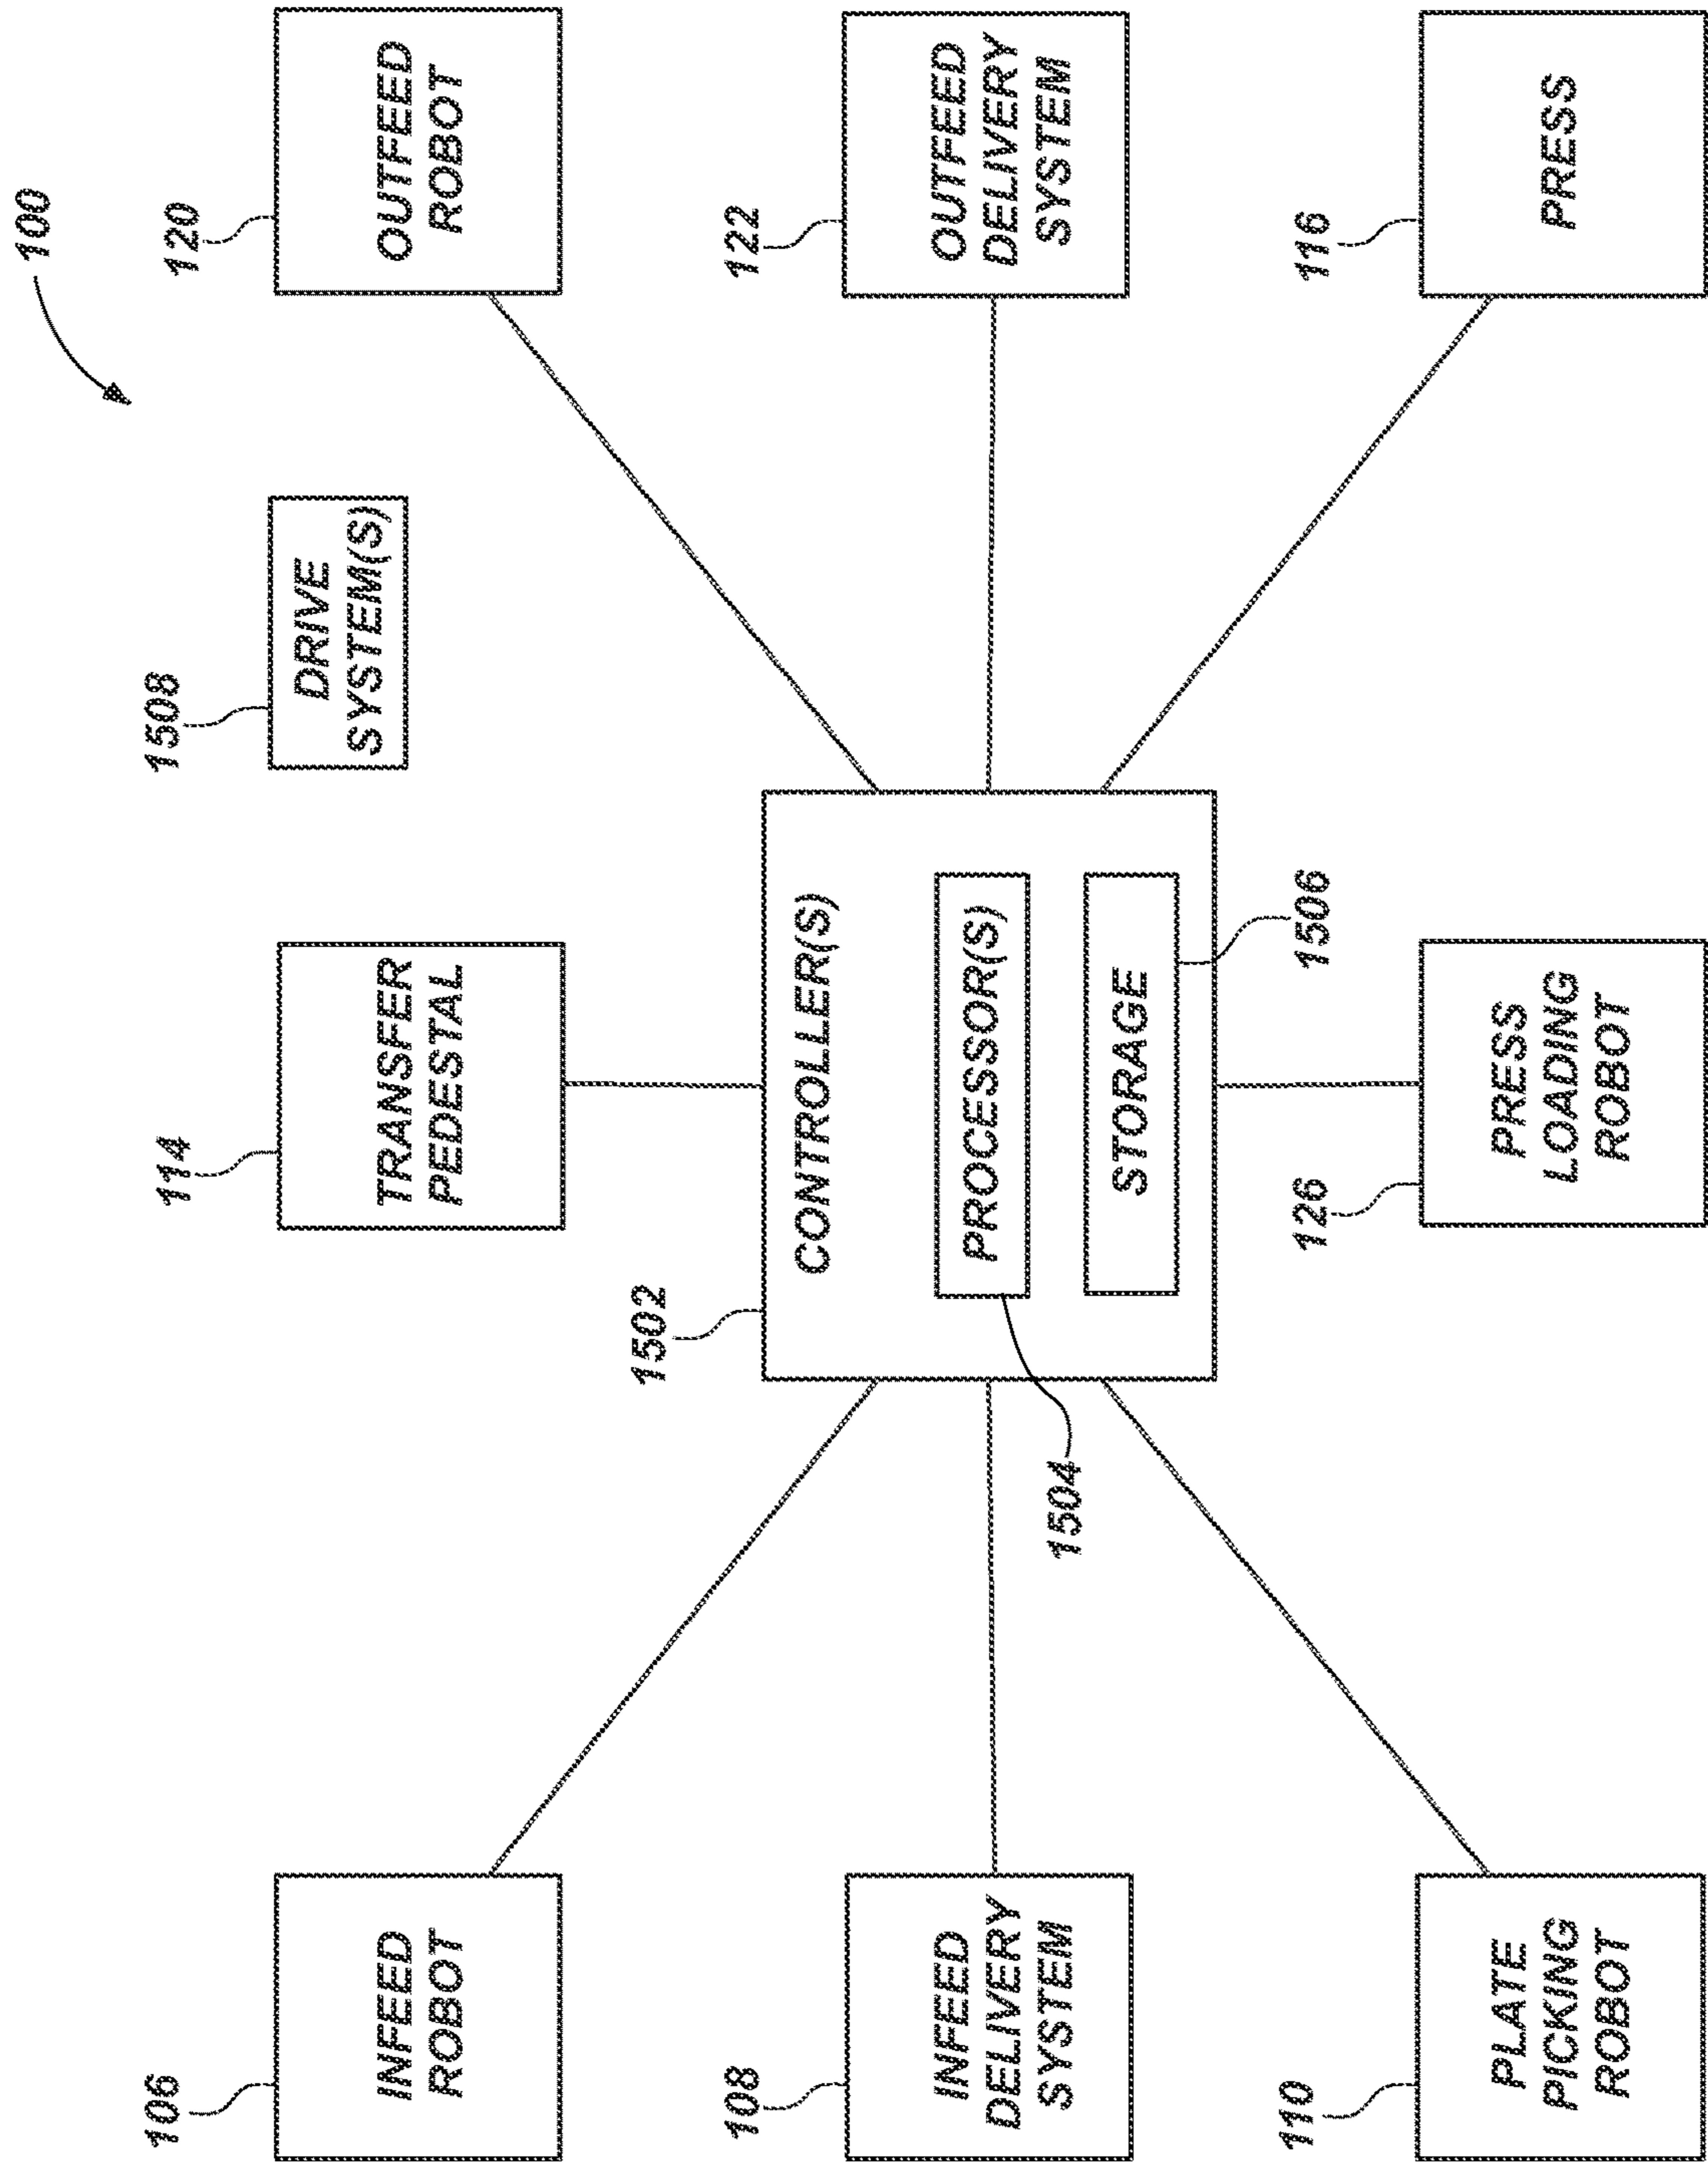 100
106
INFEED
ROBOT
114
TRANSFER
PEDESTAL
1508
DRIVE
SYSTEM(S)
120
OUTFEED
ROBOT
108
INFEED
DELIVERY
SYSTEM
1502
CONTROLLER(S)
PROCESSOR(S)
1504
STORAGE
1506
122
OUTFEED
DELIVERY
SYSTEM
110
PLATE
PICKING
ROBOT
126
PRESS
LOADING
ROBOT
116
PRESS